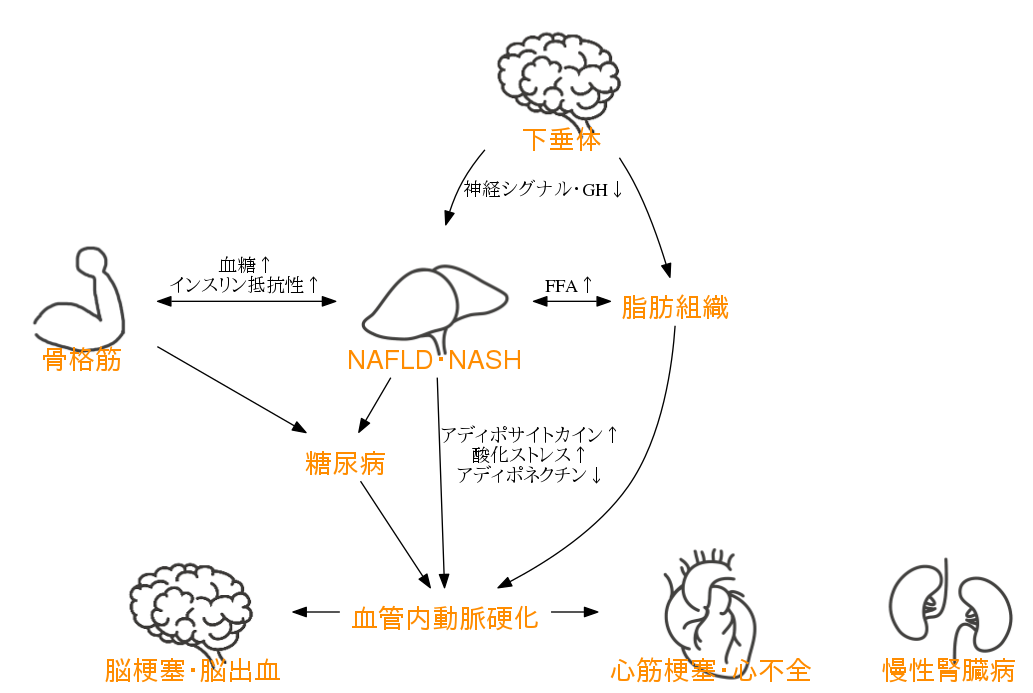 下垂体
神経シグナル・GH↓
血糖↑
インスリン抵抗性↑
FFA↑
脂肪組織
骨格筋
NAFLD・NASH
アディポサイトカイン↑
酸化ストレス↑
アディポネクチン↓
糖尿病
血管内動脈硬化
脳梗塞・脳出血
心筋梗塞・心不全
慢性腎臓病